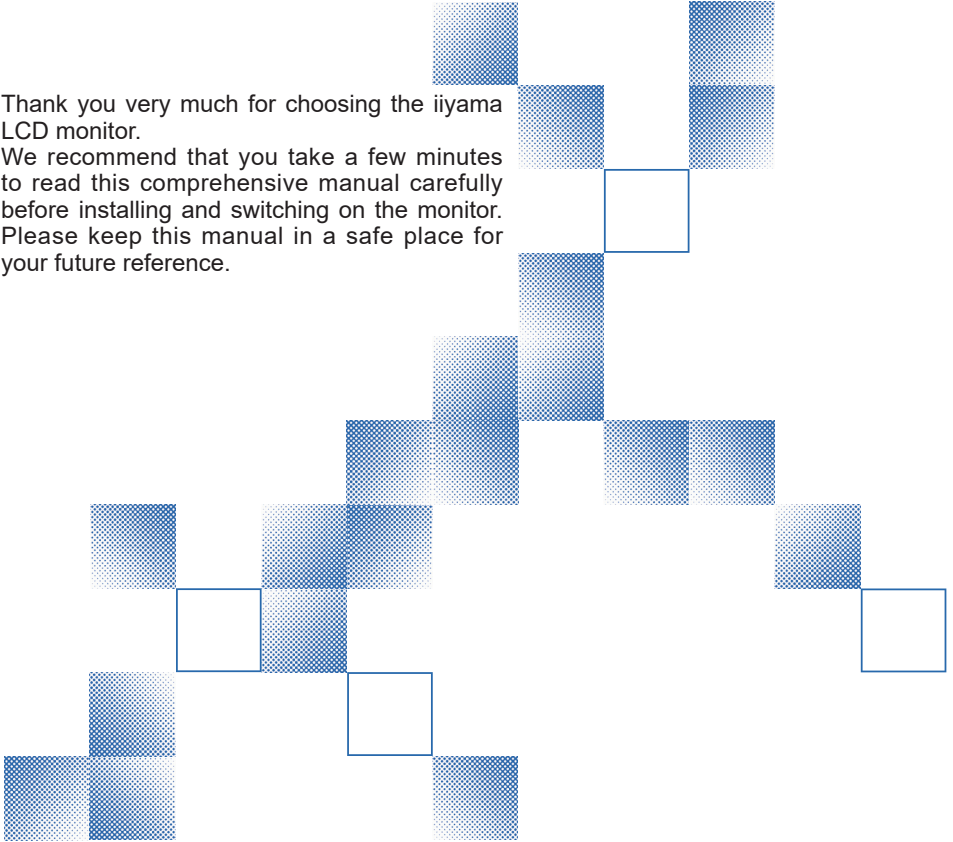 Thank you very much for choosing the iiyama
LCD monitor.
We recommend that you take a few minutes
to read this comprehensive manual carefully
before installing and switching on the monitor.
Please keep this manual in a safe place for
your future reference.